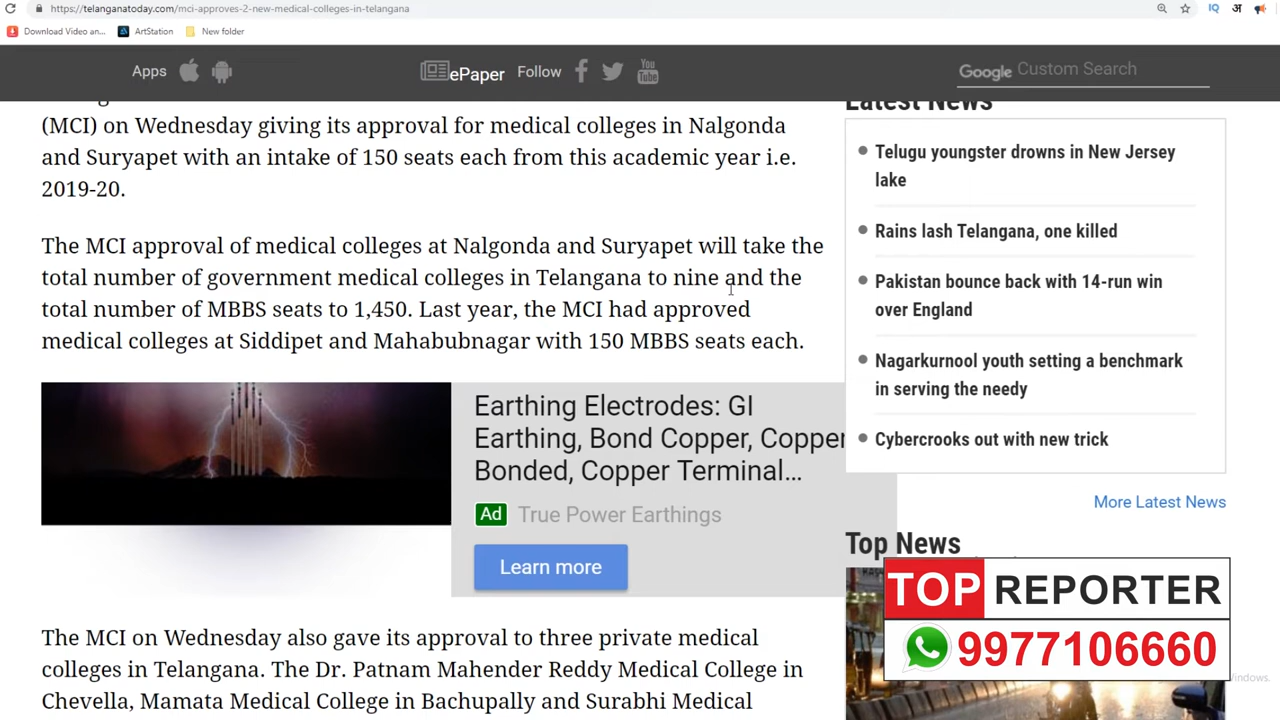 https://telanganatoday.com/mci-approves-2-new-medical-colleges-in-telangana
IQ
अ
Download Video an...
ArtStation
New folder
Apps
ePaper
Follow
You
Tube
Google Custom Search
(MCI) on Wednesday giving its approval for medical colleges in Nalgonda
and Suryapet with an intake of 150 seats each from this academic year i.e.
2019-20.
The MCI approval of medical colleges at Nalgonda and Suryapet will take the
total number of government medical colleges in Telangana to nine and the
total number of MBBS seats to 1,450. Last year, the MCI had approved
medical colleges at Siddipet and Mahabubnagar with 150 MBBS seats each.
Earthing Electrodes: GI
Earthing, Bond Copper, Copper
Bonded, Copper Terminal...
Ad True Power Earthings
Learn more
The MCI on Wednesday also gave its approval to three private medical
colleges in Telangana. The Dr. Patnam Mahender Reddy Medical College in
Chevella, Mamata Medical College in Bachupally and Surabhi Medical
Latest News
Telugu youngster drowns in New Jersey
lake
Rains lash Telangana, one killed
Pakistan bounce back with 14-run win
over England
Nagarkurnool youth setting a benchmark
in serving the needy
Cybercrooks out with new trick
More Latest News
Top News
TOP REPORTER
9977106660
Windows.